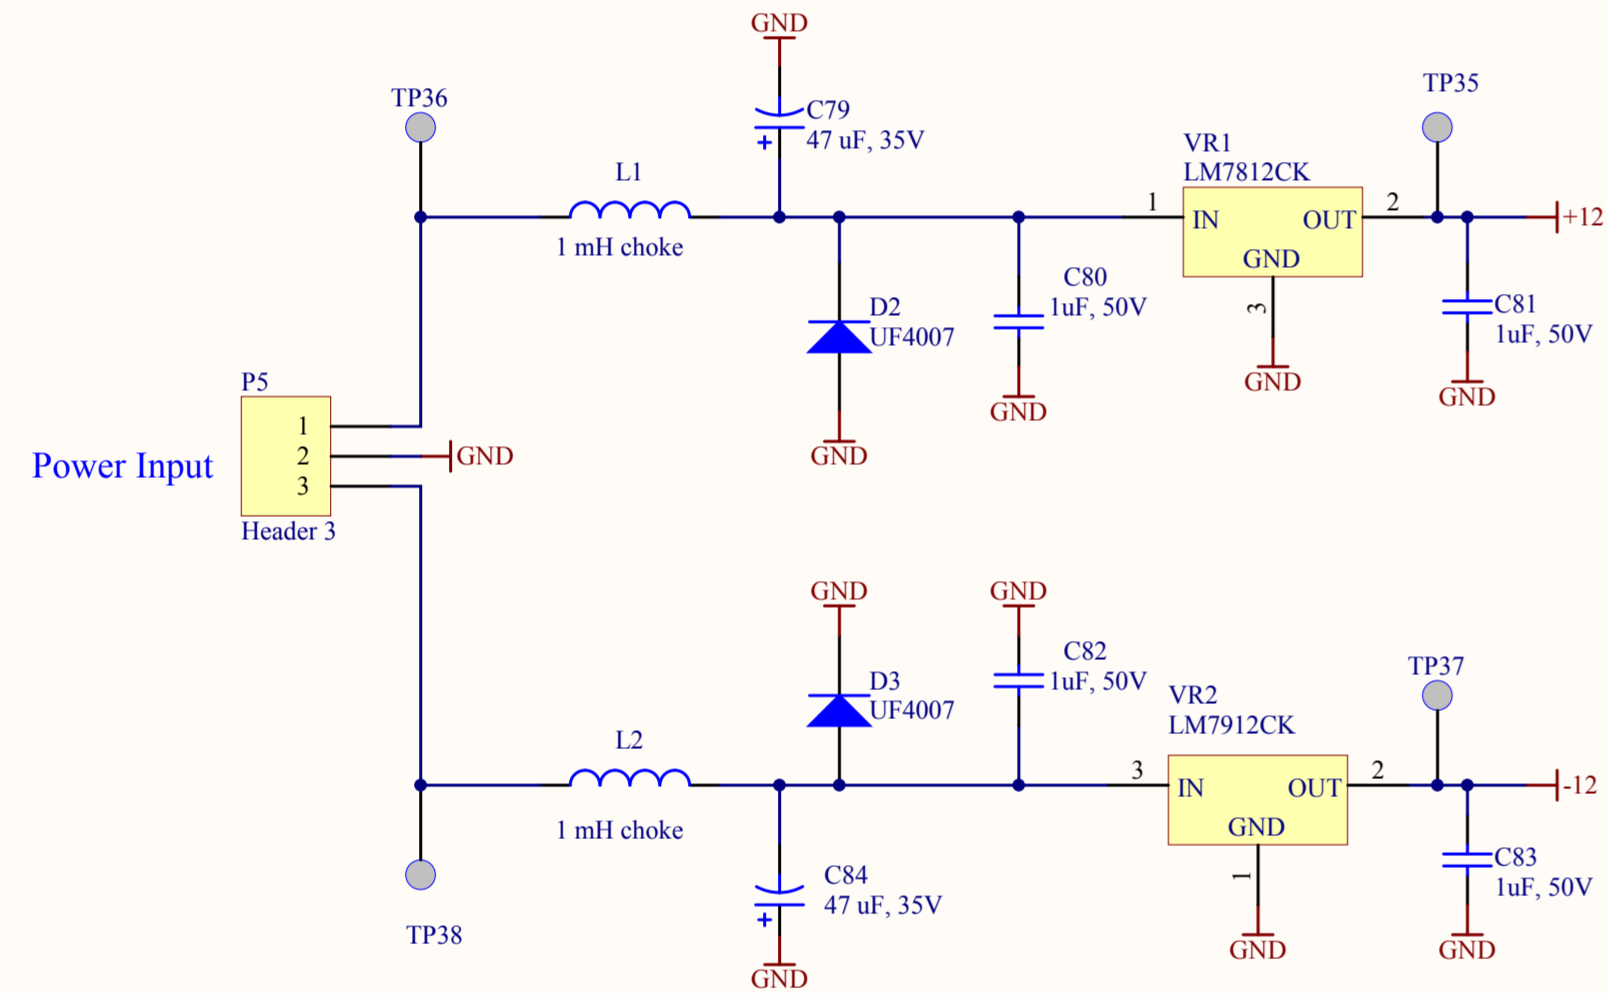 GND
TP36
C79
47 uF, 35V
+
TP35
L1
1 mH choke
VR1
LM7812CK
1
IN
OUT
2
GND
3
GND
+12
D2
UF4007
GND
C80
1uF, 50V
GND
C81
1uF, 50V
GND
P5
1
2
3
Header 3
GND
Power Input
GND
D3
UF4007
GND
C82
1uF, 50V
TP37
VR2
LM7912CK
L2
1 mH choke
3
IN
OUT
2
GND
1
GND
-12
C84
47 uF, 35V
+
GND
C83
1uF, 50V
GND
TP38